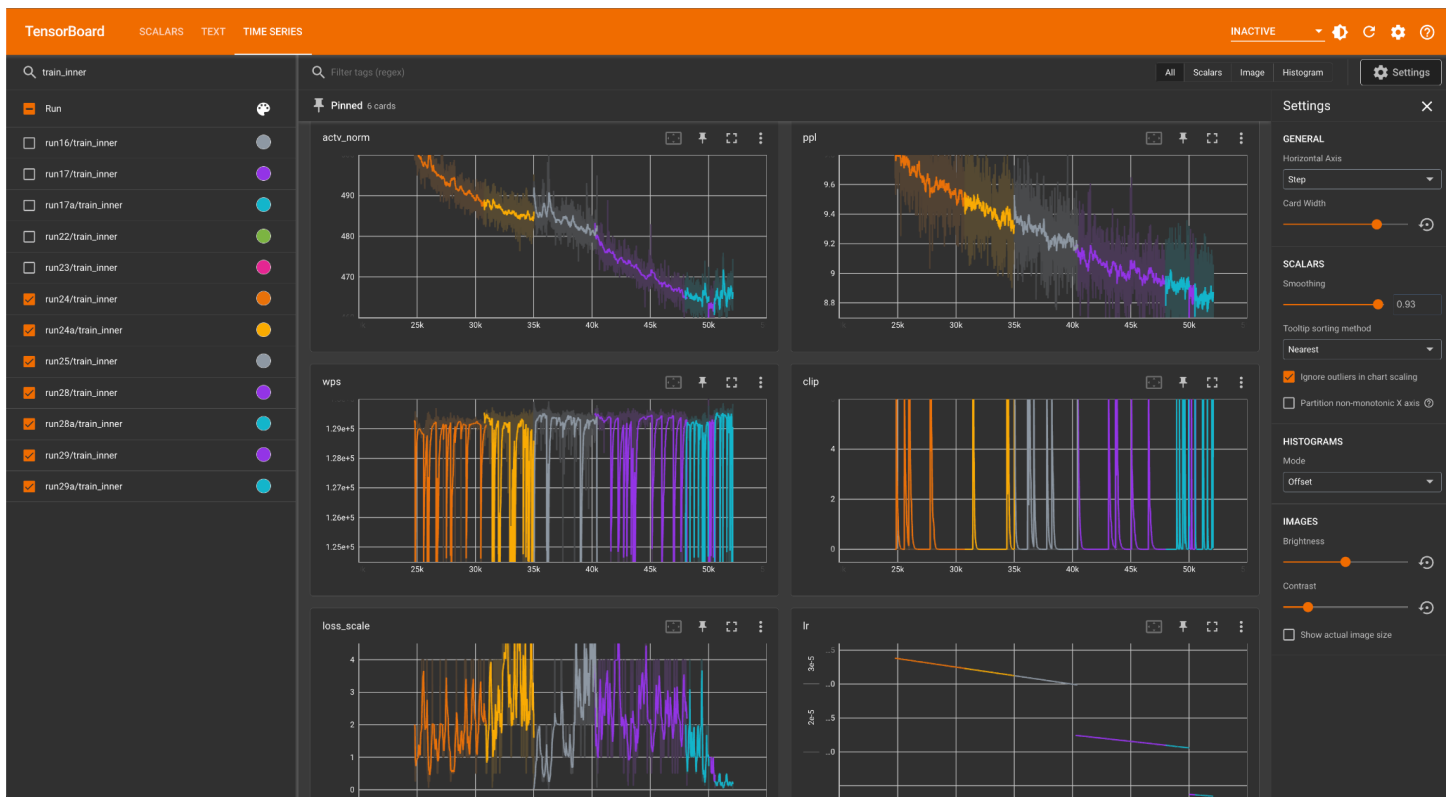 TensorBoard SCALARS TEXT TIME SERIES INACTIVE
train_inner
Filter tags (regex)
All Scalars Image Histogram
Settings
Run
Pinned 6 cards
Settings
run16/train_inner
run17/train_inner
run17a/train_inner
run22/train_inner
run23/train_inner
run24/train_inner
run24a/train_inner
run25/train_inner
run28/train_inner
run28a/train_inner
run29/train_inner
run29a/train_inner
actv_norm
490
480
470
25k 30k 35k 40k 45k 50k
ppl
9.6
9.4
9.2
9
8.8
25k 30k 35k 40k 45k 50k
wps
1.29e+5
1.28e+5
1.27e+5
1.26e+5
1.25e+5
25k 30k 35k 40k 45k 50k
clip
4
2
0
25k 30k 35k 40k 45k 50k
loss_scale
4
3
2
1
0
lr
3e-5
2e-5
...5
...0
...5
...0
GENERAL
Horizontal Axis
Step
Card Width
SCALARS
Smoothing
0.93
Tooltip sorting method
Nearest
Ignore outliers in chart scaling
Partition non-monotonic X axis
HISTOGRAMS
Mode
Offset
IMAGES
Brightness
Contrast
Show actual image size